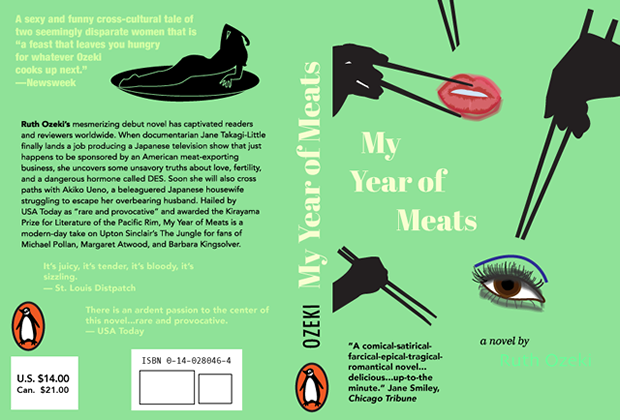 A sexy and funny cross-cultural tale of
two seemingly disparate women that is
“a feast that leaves you hungry
for whatever Ozeki
cooks up next.”
—Newsweek
Ruth Ozeki’s mesmerizing debut novel has captivated readers
and reviewers worldwide. When documentarian Jane Takagi-Little
finally lands a job producing a Japanese television show that just
happens to be sponsored by an American meat-exporting
business, she uncovers some unsavory truths about love, fertility,
and a dangerous hormone called DES. Soon she will also cross
paths with Akiko Ueno, a beleaguered Japanese housewife
struggling to escape her overbearing husband. Hailed by
USA Today as “rare and provocative” and awarded the Kirayama
Prize for Literature of the Pacific Rim, My Year of Meats is a
modern-day take on Upton Sinclair’s The Jungle for fans of
Michael Pollan, Margaret Atwood, and Barbara Kingsolver.
It’s juicy, it’s tender, it’s bloody, it’s
sizzling.
— St. Louis Distpatch
There is an ardent passion to the center of
this novel...rare and provocative.
— USA Today
U.S. $14.00
Can. $21.00
ISBN 0-14-028046-4
My Year of Meats
OZEKI
My
Year of
Meats
a novel by
Ruth Ozeki
”A comical-satirical-
farcical-epical-tragical-
romantical novel...
delicious...up-to-the
minute.” Jane Smiley,
Chicago Tribune